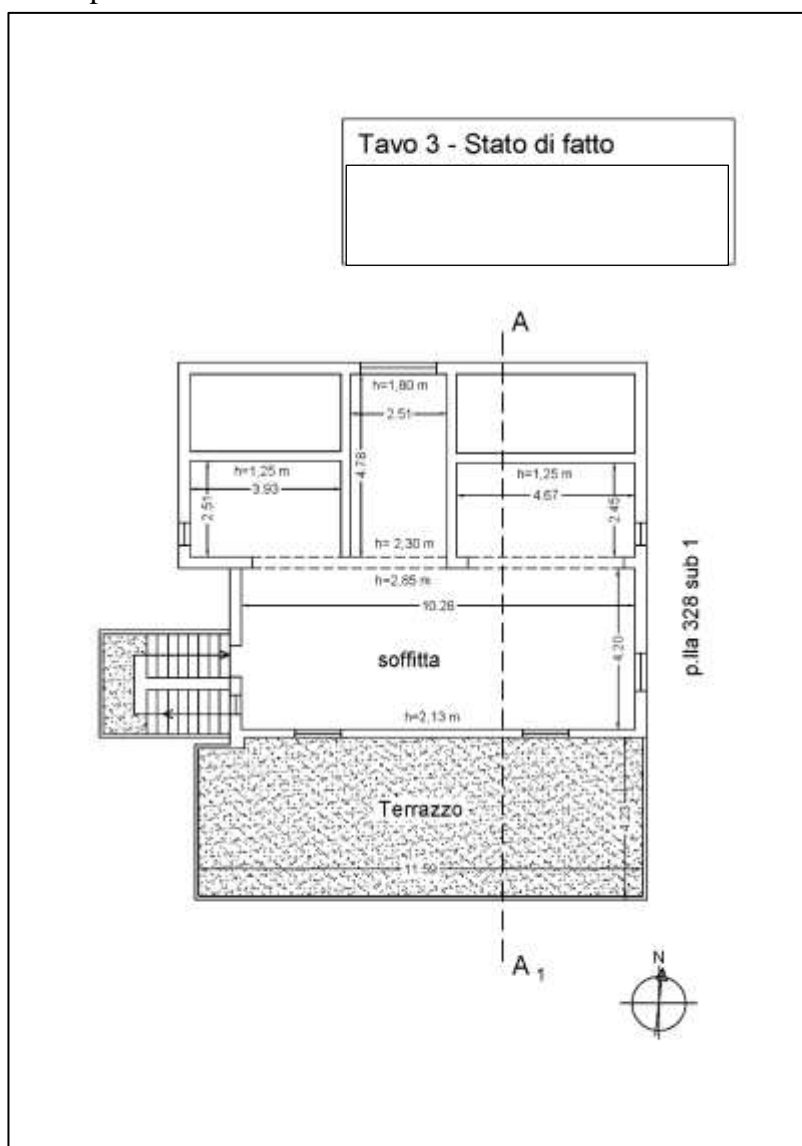 Tavo 3 - Stato di fatto
A
h=1,80 m
2.51
4.78
h=1,25 m
3.93
2.51
h=1,25 m
4.67
2.45
h= 2,30 m
h=2,85 m
10.26
4.20
soffitta
p.lla 328 sub 1
h=2,13 m
Terrazzo
4.23
11.59
A 1
N